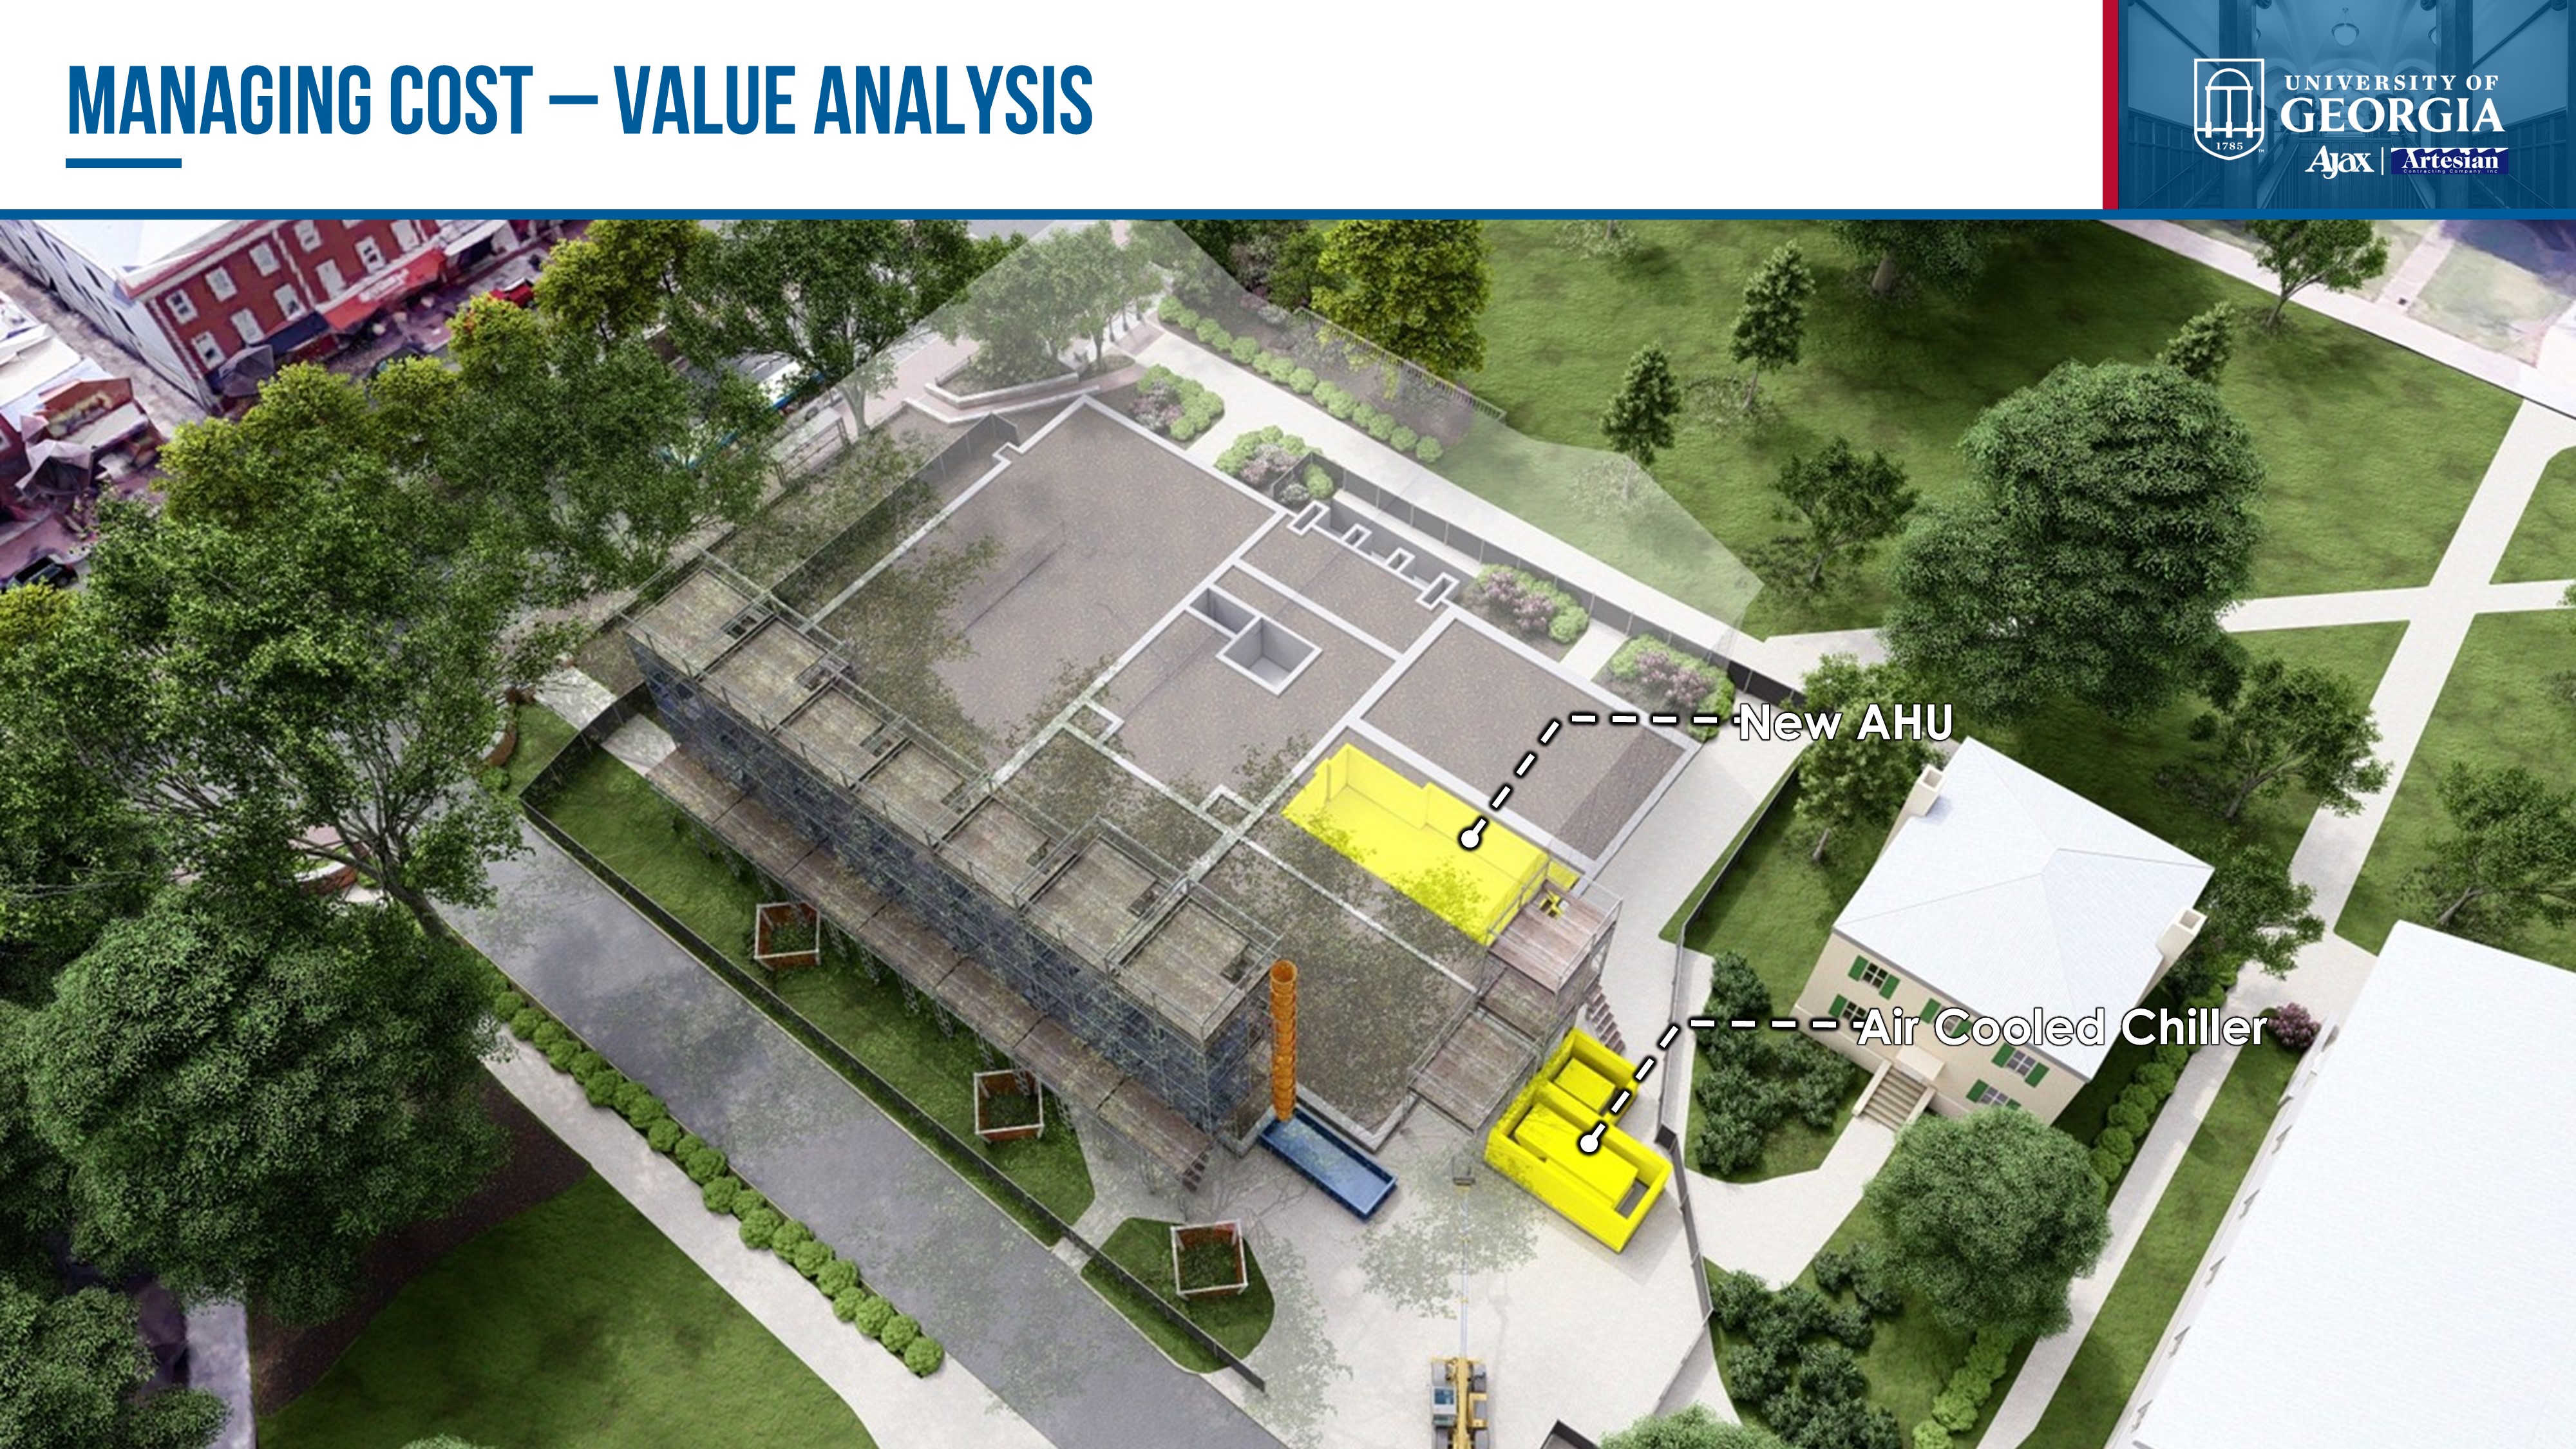 MANAGING COST – VALUE ANALYSIS
UNIVERSITY OF
GEORGIA
1785
Ajax | Artesian
Contracting Company, Inc
New AHU
Air Cooled Chiller